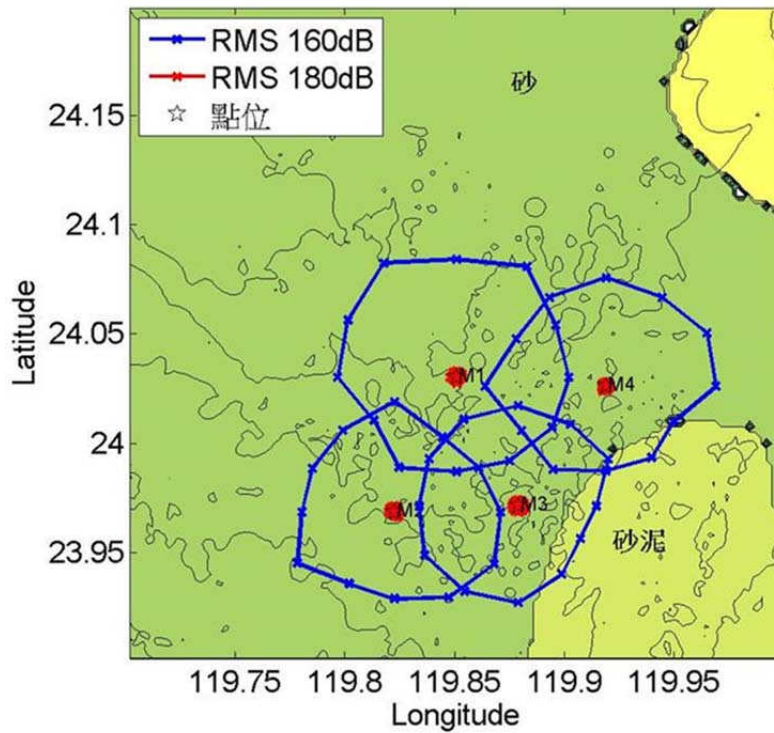 RMS 160dB
RMS 180dB
點位
砂
24.15
24.1
24.05
24
23.95
Latitude
M1
M4
M2
M3
砂泥
119.75
119.8
119.85
119.9
119.95
Longitude